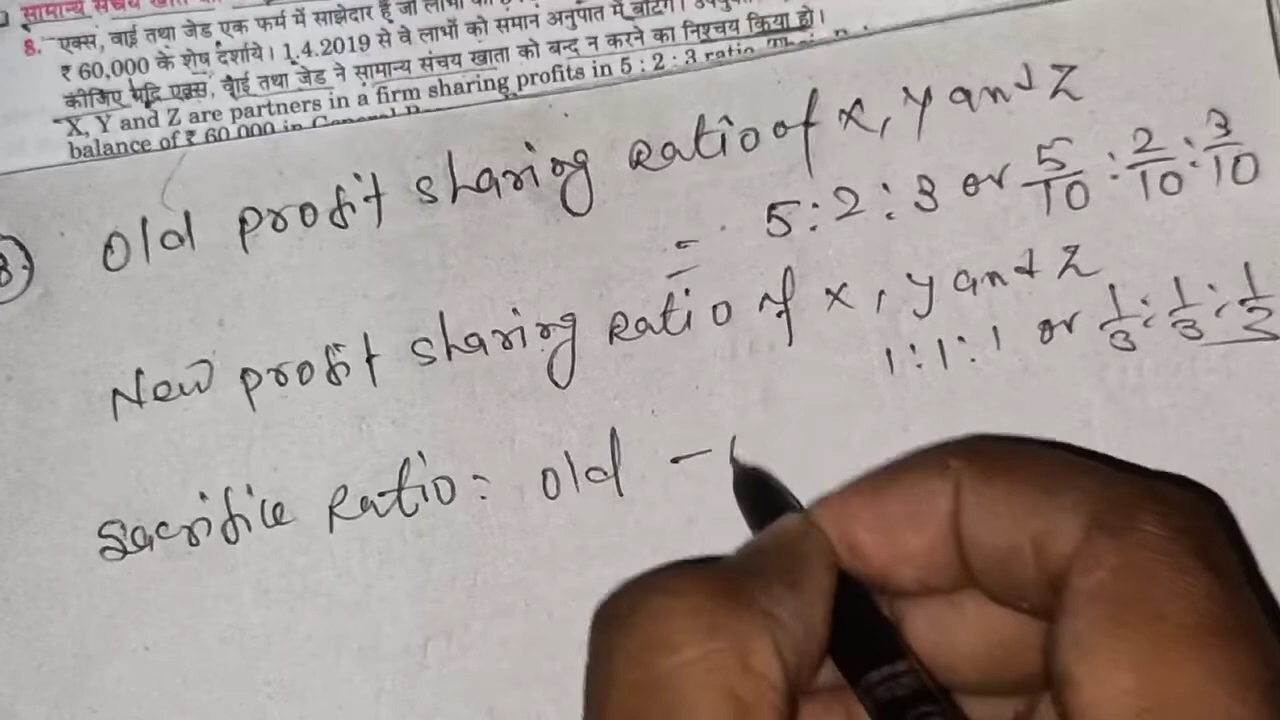 सामान्य संचय
8. एक्स, वाई तथा जेड एक फर्म में साझेदार हैं जो
₹ 60,000 के शेष दर्शाये। 1.4.2019 से वे लाभों को समान अनुपात में बाँटेंगे।
कीजिए यदि एक्स, वाई तथा जेड ने सामान्य संचय खाता को बन्द न करने का निश्चय किया हो।
X, Y and Z are partners in a firm sharing profits in 5 : 2 : 3 ratio
balance of ₹ 60,000 in General
Old profit sharing Ratio of X, Y and Z
= 5:2:3 or 5/10 : 2/10 : 3/10
New profit sharing Ratio of X, Y and Z
1:1:1 or 1/3 : 1/3 : 1/3
Sacrifice Ratio = Old -